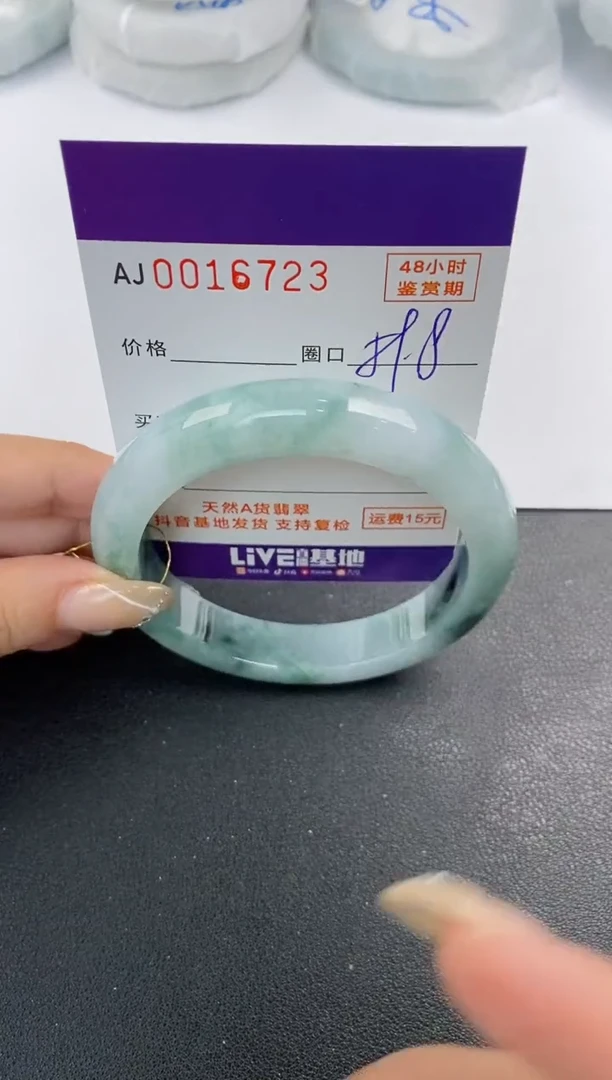 AJ0016723
48小时
鉴赏期
价格
圈口
买
天然A货翡翠
抖音基地发货 支持复检
运费15元
LiVE 基地